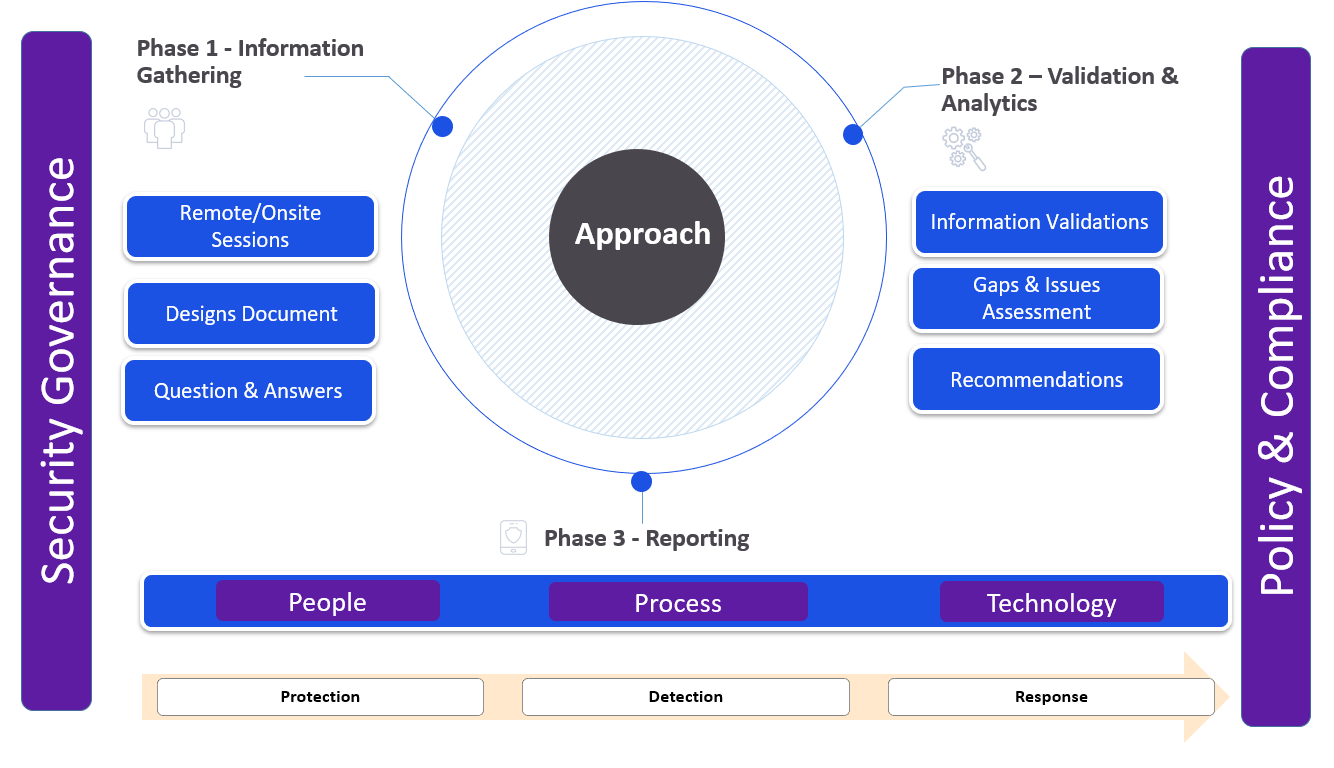 Security Governance
Phase 1 - Information
Gathering
Remote/Onsite
Sessions
Designs Document
Question & Answers
Approach
Phase 2 – Validation &
Analytics
Information Validations
Gaps & Issues
Assessment
Recommendations
Phase 3 - Reporting
People
Process
Technology
Protection
Detection
Response
Policy & Compliance